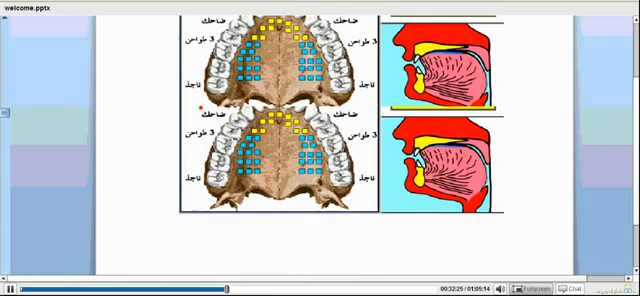 welcome.pptx
ضاحك ضاحك
3 طواحن 3 طواحن
ناجذ ناجذ
ضاحك ضاحك
3 طواحن 3 طواحن
ناجذ ناجذ
00:32:25 / 01:05:14 Fullscreen Chat